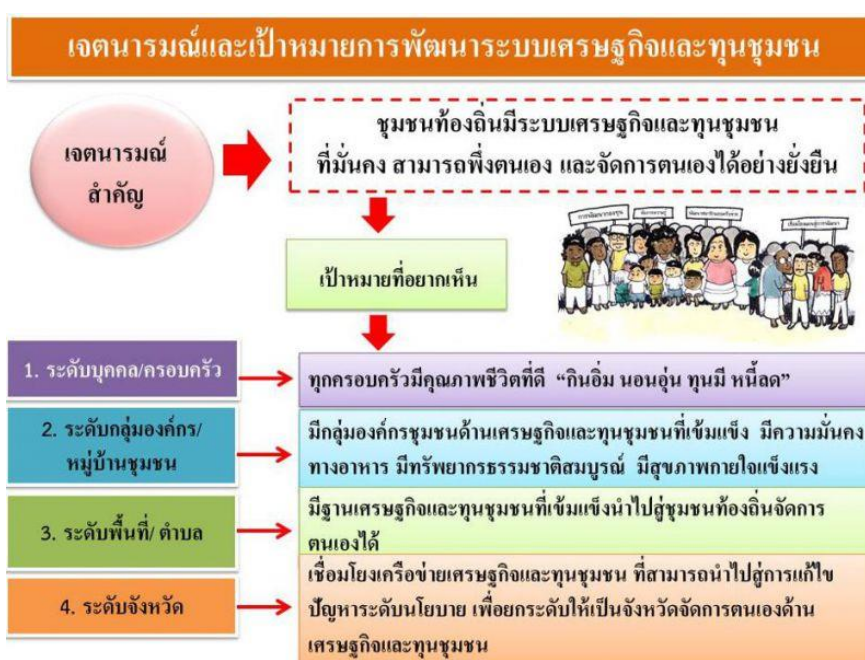 เจตนารมณ์และเป้าหมายการพัฒนาระบบเศรษฐกิจและทุนชุมชน
เจตนารมณ์
สำคัญ
ชุมชนท้องถิ่นมีระบบเศรษฐกิจและทุนชุมชน
ที่มั่นคง สามารถพึ่งตนเอง และจัดการตนเองได้อย่างยั่งยืน
เป้าหมายที่อยากเห็น
1. ระดับบุคคล/ครอบครัว
ทุกครอบครัวมีคุณภาพชีวิตที่ดี “กินอิ่ม นอนอุ่น ทุนมี หนี้ลด”
2. ระดับกลุ่มองค์กร/
หมู่บ้านชุมชน
มีกลุ่มองค์กรชุมชนด้านเศรษฐกิจและทุนชุมชนที่เข้มแข็ง มีความมั่นคง
ทางอาหาร มีทรัพยากรธรรมชาติสมบูรณ์ มีสุขภาพกายใจแข็งแรง
3. ระดับพื้นที่/ ตำบล
มีฐานเศรษฐกิจและทุนชุมชนที่เข้มแข็งนำไปสู่ชุมชนท้องถิ่นจัดการ
ตนเองได้
4. ระดับจังหวัด
เชื่อมโยงเครือข่ายเศรษฐกิจและทุนชุมชน ที่สามารถนำไปสู่การแก้ไข
ปัญหาระดับนโยบาย เพื่อยกระดับให้เป็นจังหวัดจัดการตนเองด้าน
เศรษฐกิจและทุนชุมชน